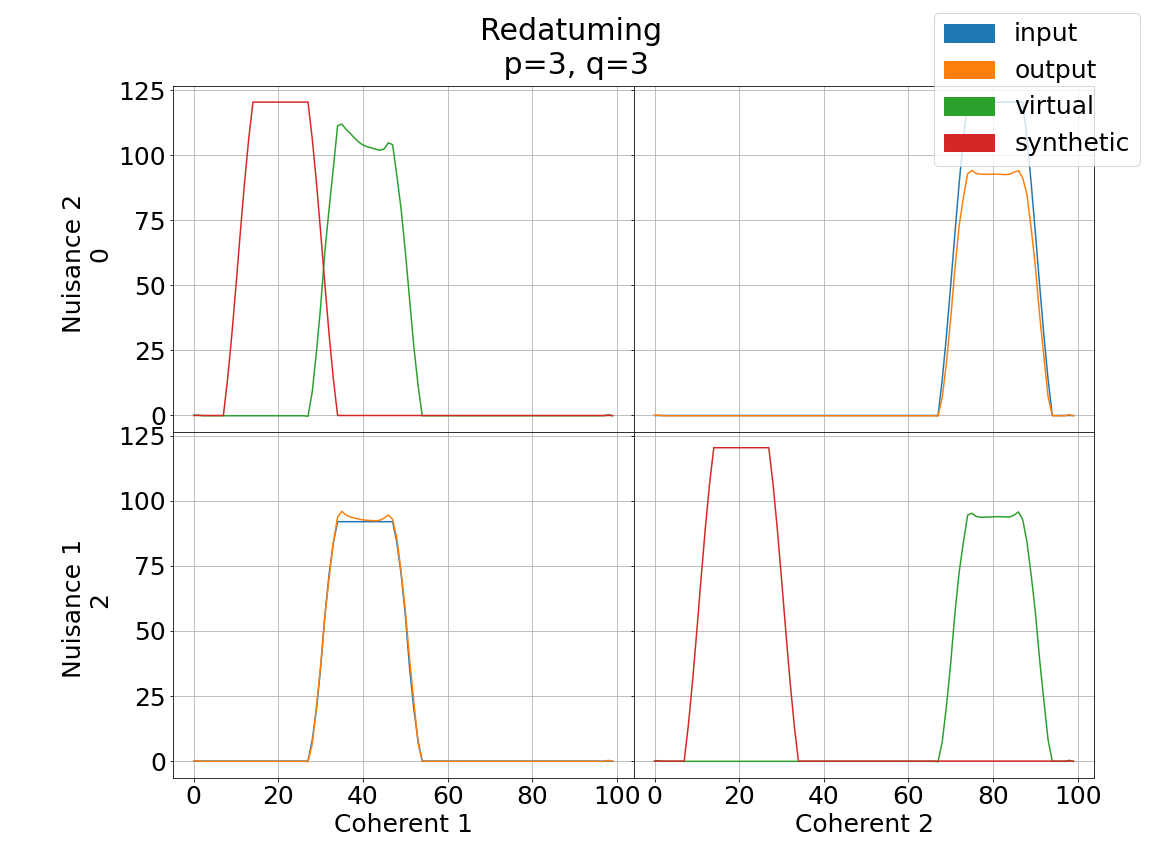 Redatuming
p=3, q=3
input
output
virtual
synthetic
125
100
75
50
25
0
Nuisance 2
0
125
100
75
50
25
0
Nuisance 1
2
0 20 40 60 80 100
Coherent 1
0 20 40 60 80 100
Coherent 2